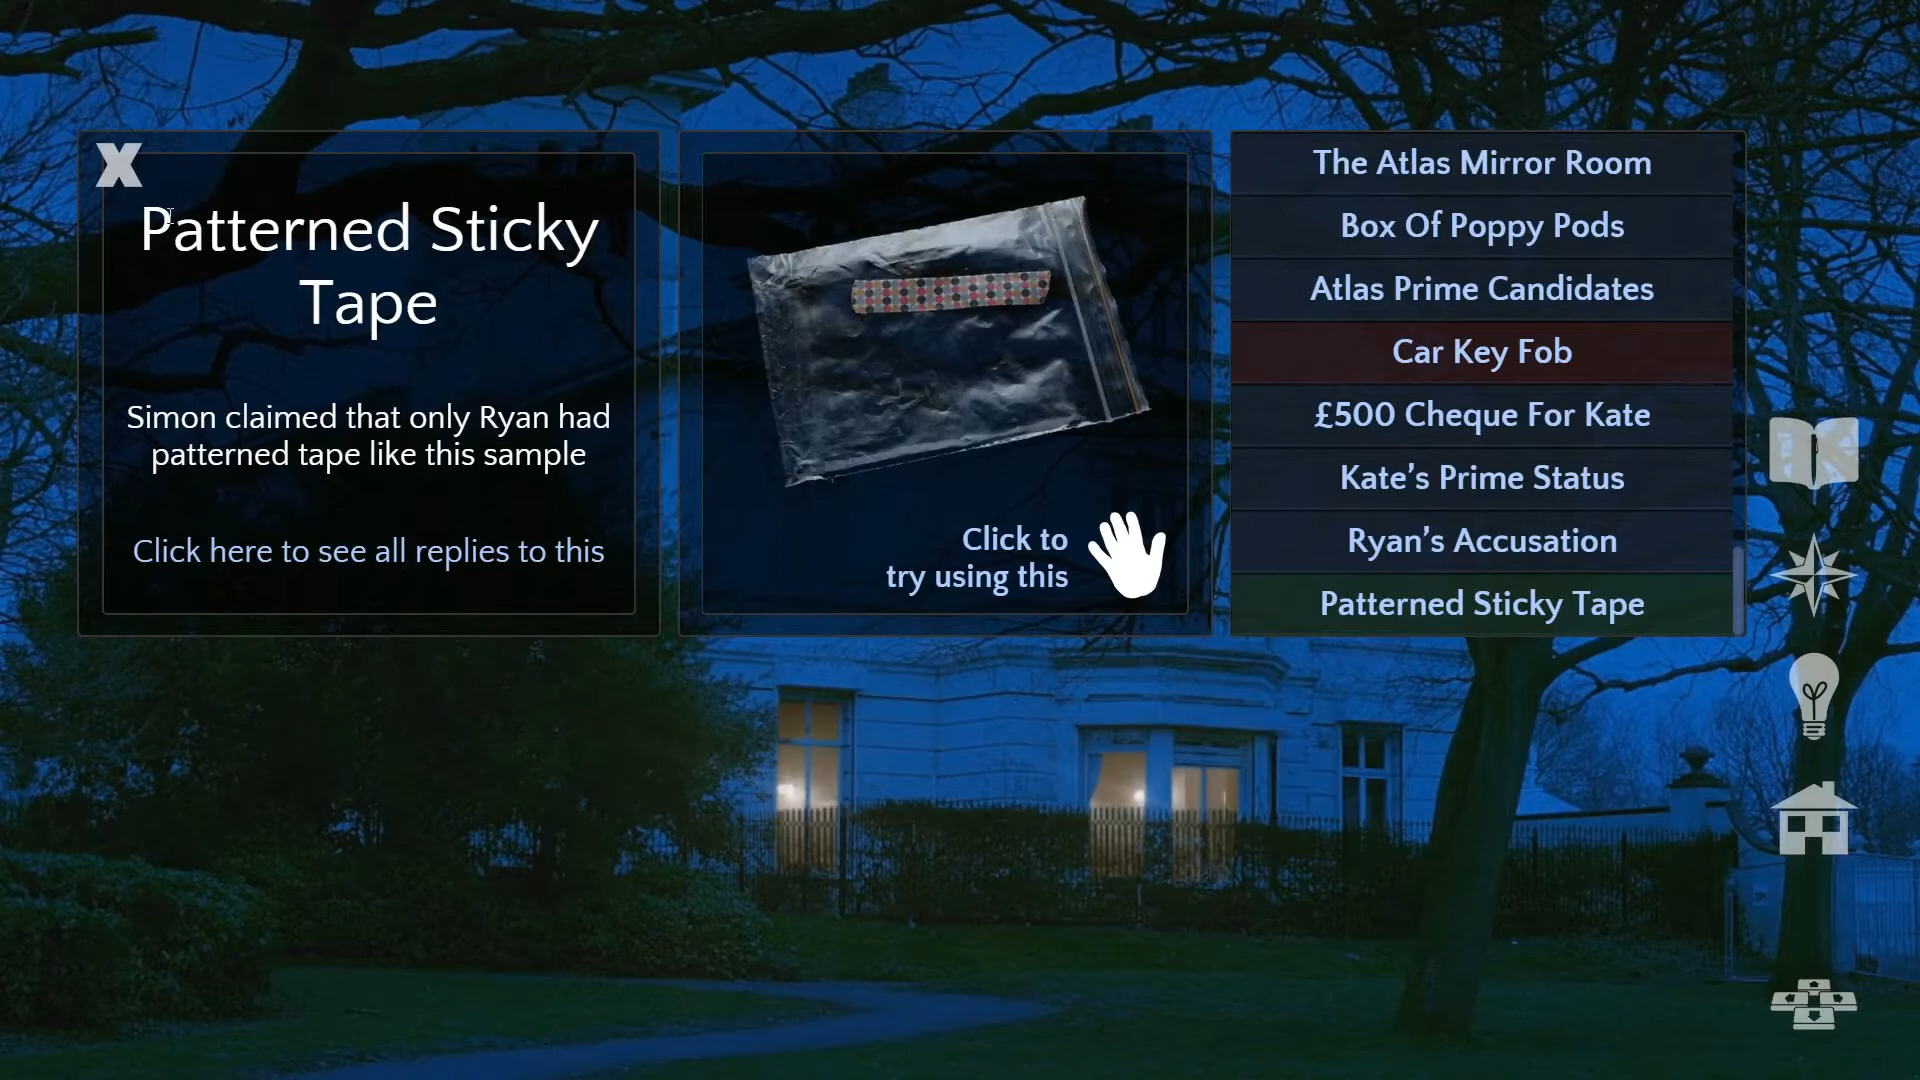 X
Patterned Sticky
Tape
Simon claimed that only Ryan had
patterned tape like this sample
Click here to see all replies to this
Click to
try using this
The Atlas Mirror Room
Box Of Poppy Pods
Atlas Prime Candidates
Car Key Fob
£500 Cheque For Kate
Kate’s Prime Status
Ryan’s Accusation
Patterned Sticky Tape